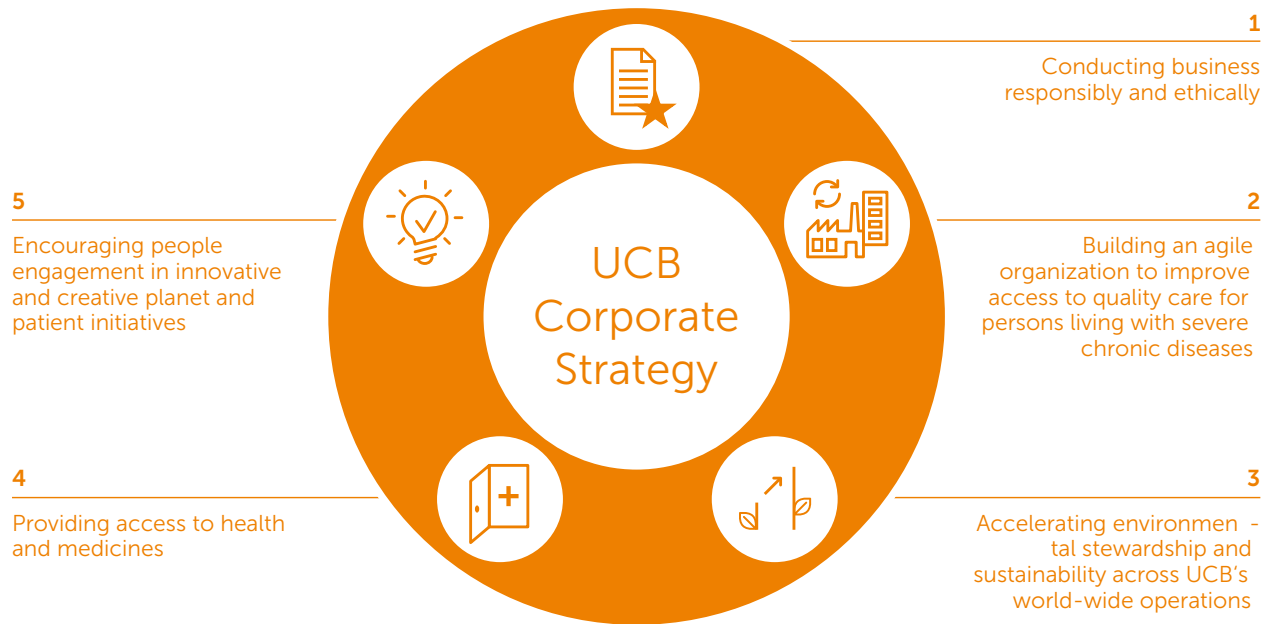 UCB
Corporate
Strategy
1
Conducting business
responsibly and ethically
2
Building an agile
organization to improve
access to quality care for
persons living with severe
chronic diseases
3
Accelerating environmen -
tal stewardship and
sustainability across UCB’s
world-wide operations
4
Providing access to health
and medicines
5
Encouraging people
engagement in innovative
and creative planet and
patient initiatives